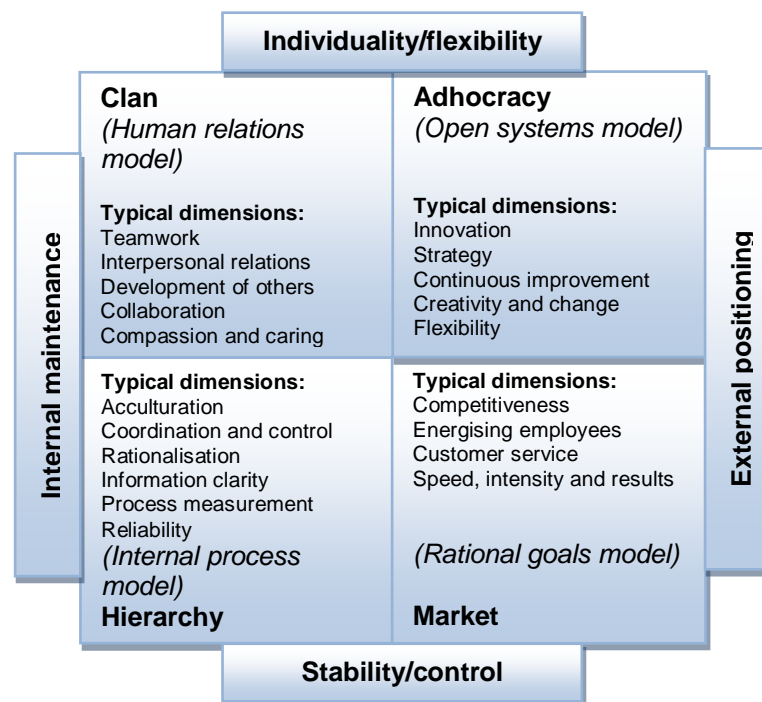 Individuality/flexibility
Clan
(Human relations
model)
Typical dimensions:
Teamwork
Interpersonal relations
Development of others
Collaboration
Compassion and caring
Adhocracy
(Open systems model)
Typical dimensions:
Innovation
Strategy
Continuous improvement
Creativity and change
Flexibility
Internal maintenance
External positioning
Typical dimensions:
Acculturation
Coordination and control
Rationalisation
Information clarity
Process measurement
Reliability
(Internal process
model)
Hierarchy
Typical dimensions:
Competitiveness
Energising employees
Customer service
Speed, intensity and results
(Rational goals model)
Market
Stability/control